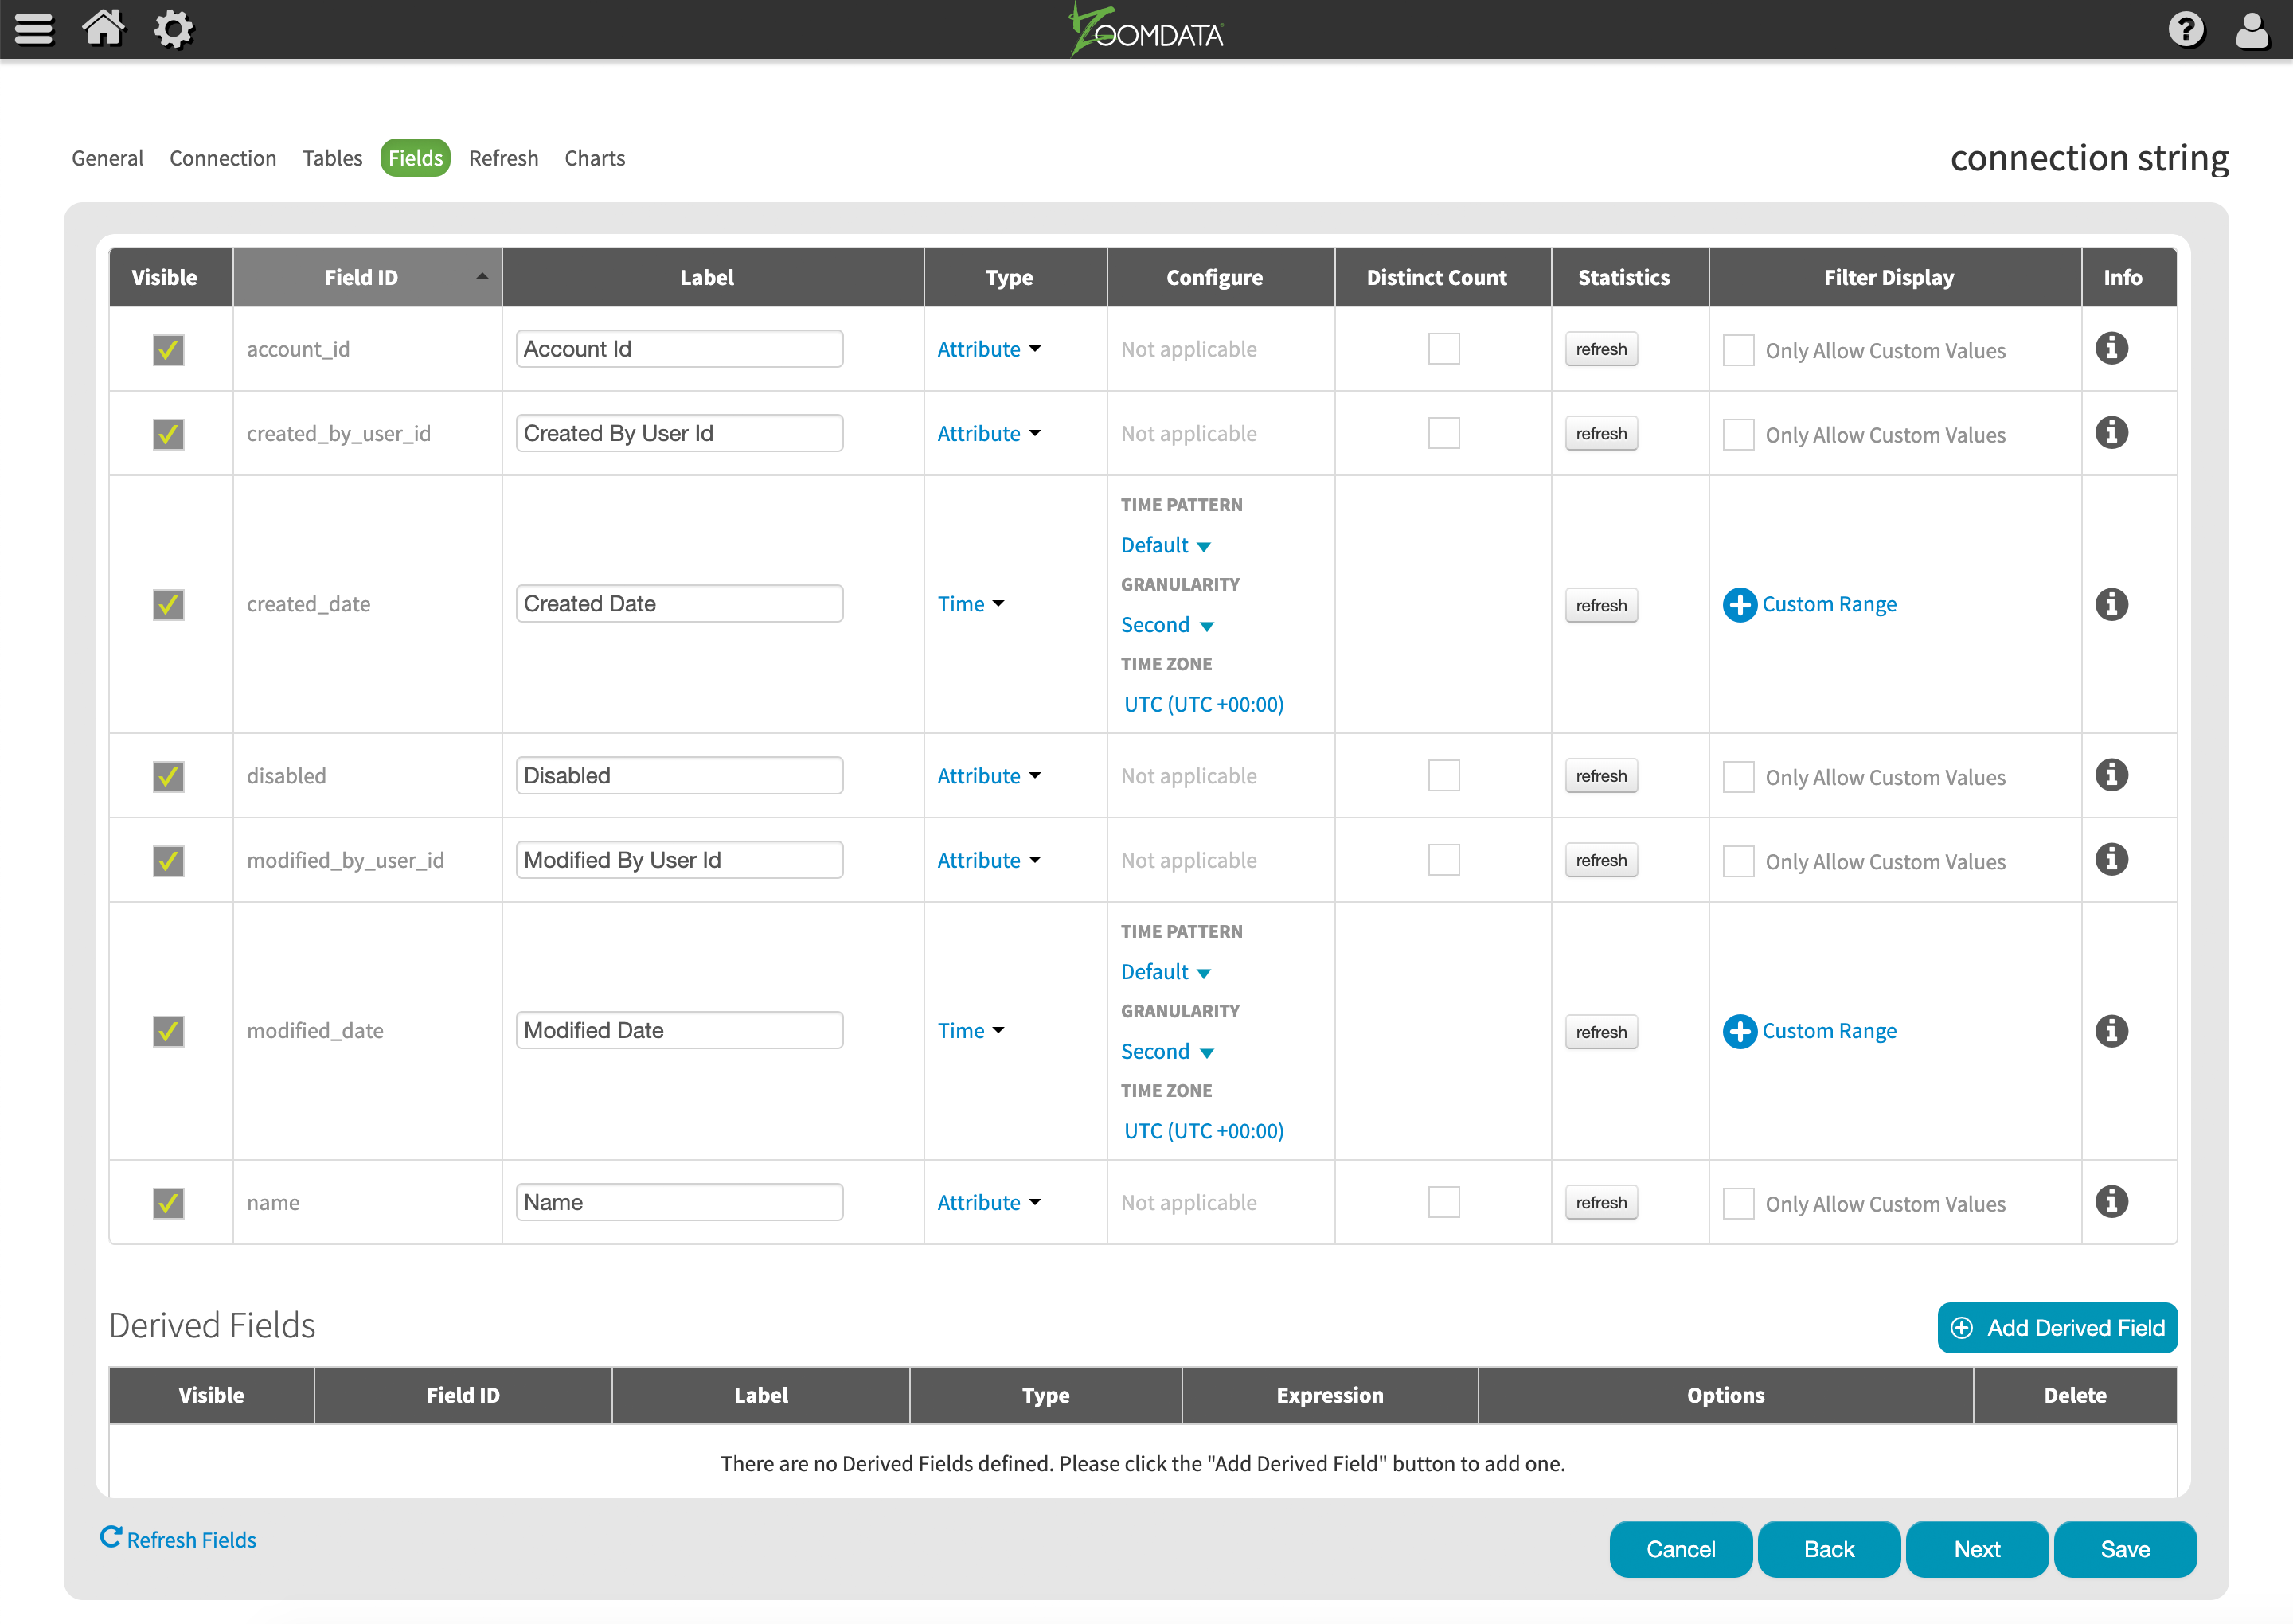 ZOOMDATA
General Connection Tables Fields Refresh Charts
connection string
Visible Field ID Label Type Configure Distinct Count Statistics Filter Display Info
account_id Account Id Attribute Not applicable refresh Only Allow Custom Values
created_by_user_id Created By User Id Attribute Not applicable refresh Only Allow Custom Values
TIME PATTERN
Default
GRANULARITY
created_date Created Date Time refresh Custom Range
Second
TIME ZONE
UTC (UTC +00:00)
disabled Disabled Attribute Not applicable refresh Only Allow Custom Values
modified_by_user_id Modified By User Id Attribute Not applicable refresh Only Allow Custom Values
TIME PATTERN
Default
GRANULARITY
modified_date Modified Date Time refresh Custom Range
Second
TIME ZONE
UTC (UTC +00:00)
name Name Attribute Not applicable refresh Only Allow Custom Values
Derived Fields
Add Derived Field
Visible Field ID Label Type Expression Options Delete
There are no Derived Fields defined. Please click the "Add Derived Field" button to add one.
Refresh Fields
Cancel Back Next Save